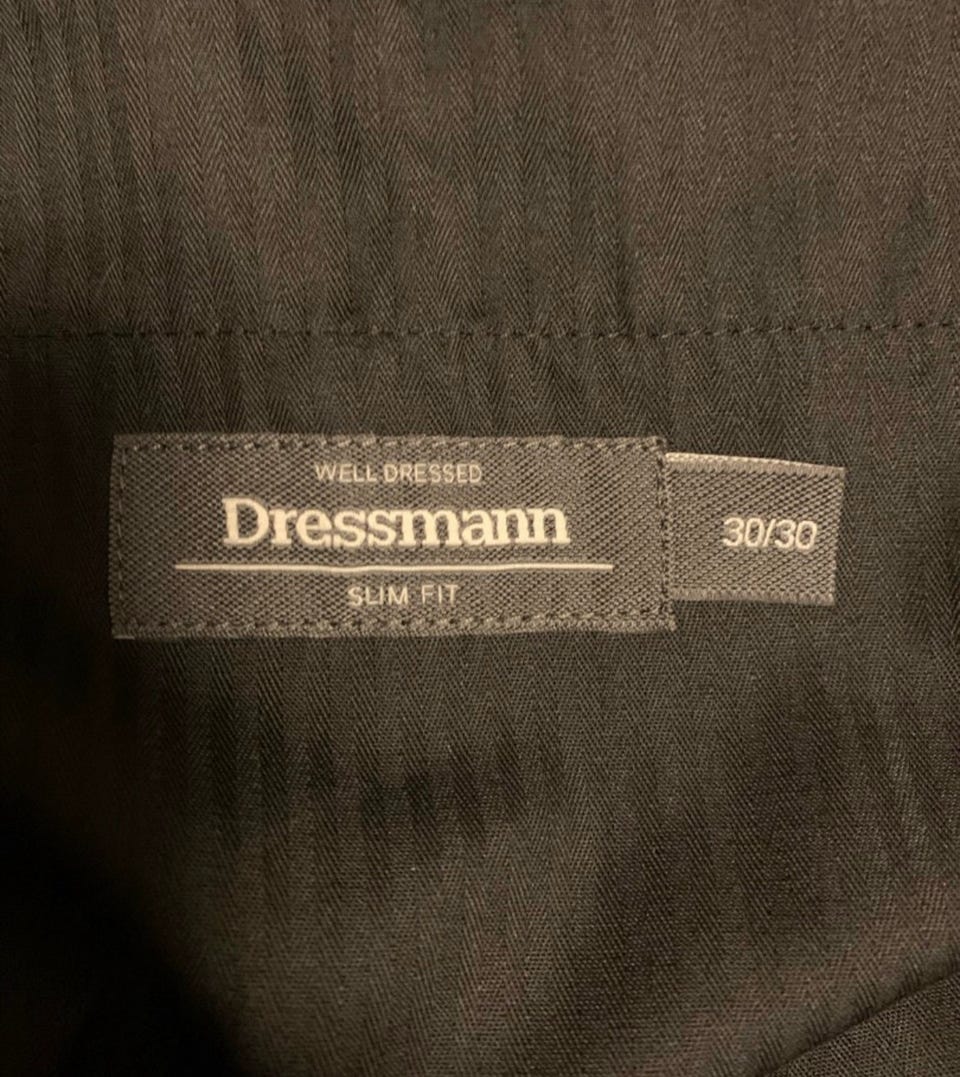 WELL DRESSED
Dressmann
SLIM FIT
30/30